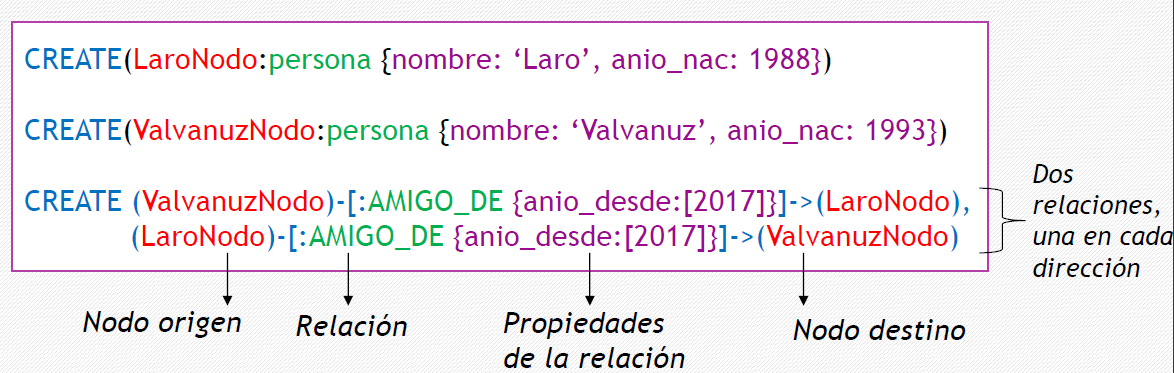 CREATE(LaroNodo:persona {nombre: ‘Laro’, anio_nac: 1988})
CREATE(ValvanuzNodo:persona {nombre: ‘Valvanuz’, anio_nac: 1993})
CREATE (ValvanuzNodo)-[:AMIGO_DE {anio_desde:[2017]}]->(LaroNodo),
(LaroNodo)-[:AMIGO_DE {anio_desde:[2017]}]->(ValvanuzNodo)
Dos
relaciones,
una en cada
dirección
Nodo origen
Relación
Propiedades
de la relación
Nodo destino